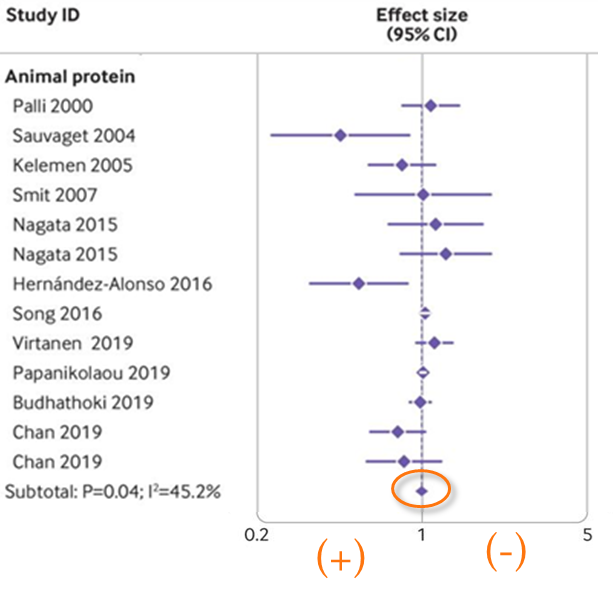 Study ID
Effect size
(95% CI)
Animal protein
Palli 2000
Sauvaget 2004
Kelemen 2005
Smit 2007
Nagata 2015
Nagata 2015
Hernández-Alonso 2016
Song 2016
Virtanen 2019
Papanikolaou 2019
Budhathoki 2019
Chan 2019
Chan 2019
Subtotal: P=0.04; I²=45.2%
0.2 1 5
(+) (-)